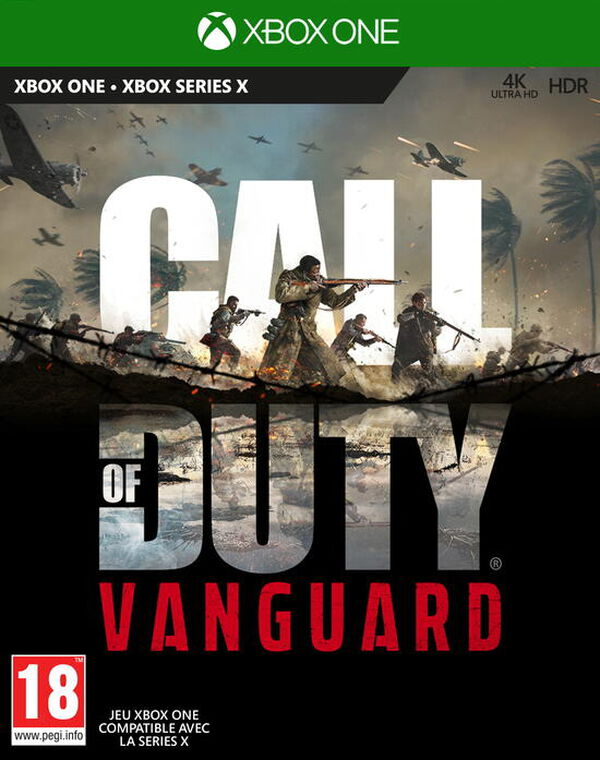 XBOX ONE
XBOX ONE • XBOX SERIES X
4K
ULTRA HD
HDR
CALL
OF DUTY®
VANGUARD
18™
www.pegi.info
JEU XBOX ONE
COMPATIBLE AVEC
LA SERIES X